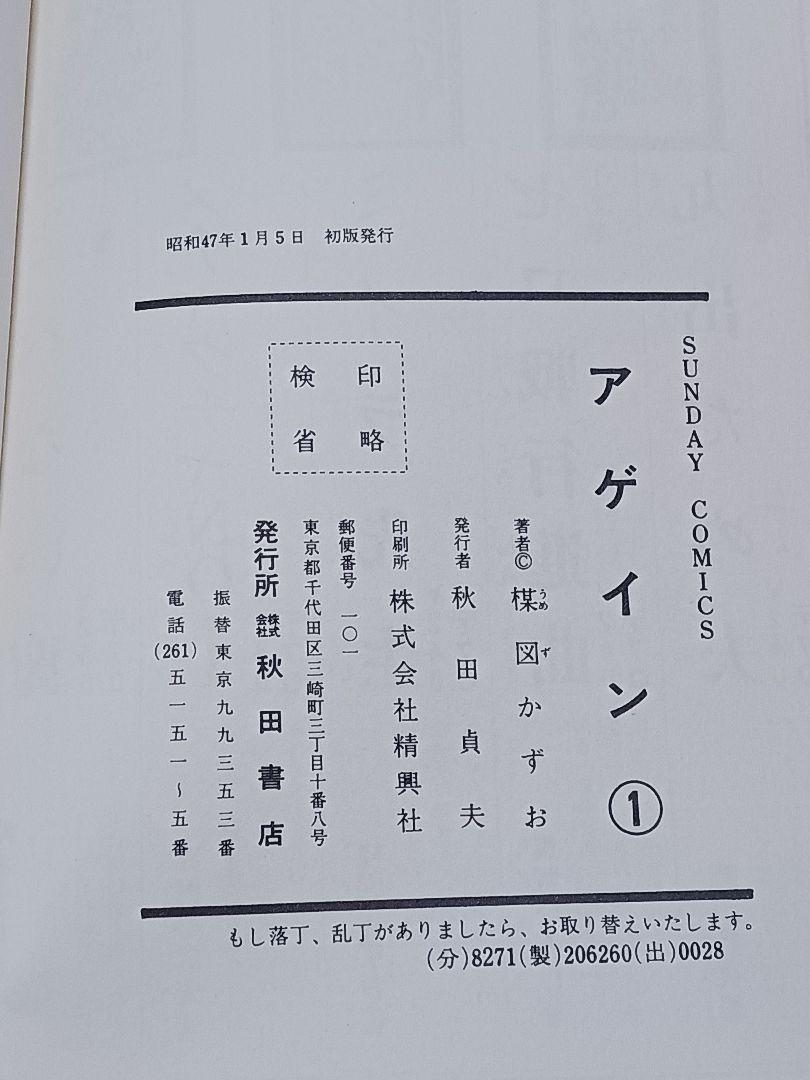 昭和47年1月5日　初版発行
SUNDAY COMICS
アゲイン①
著者©楳図かずお
うめず
発行者　秋田貞夫
印刷所　株式会社精興社
郵便番号　一〇一
東京都千代田区三崎町三丁目十番八号
発行所　株式会社　秋田書店
振替東京九九三五三番
電話(261)五一五一～五番
検印
省略
もし落丁、乱丁がありましたら、お取り替えいたします。
(分)8271(製)206260(出)0028